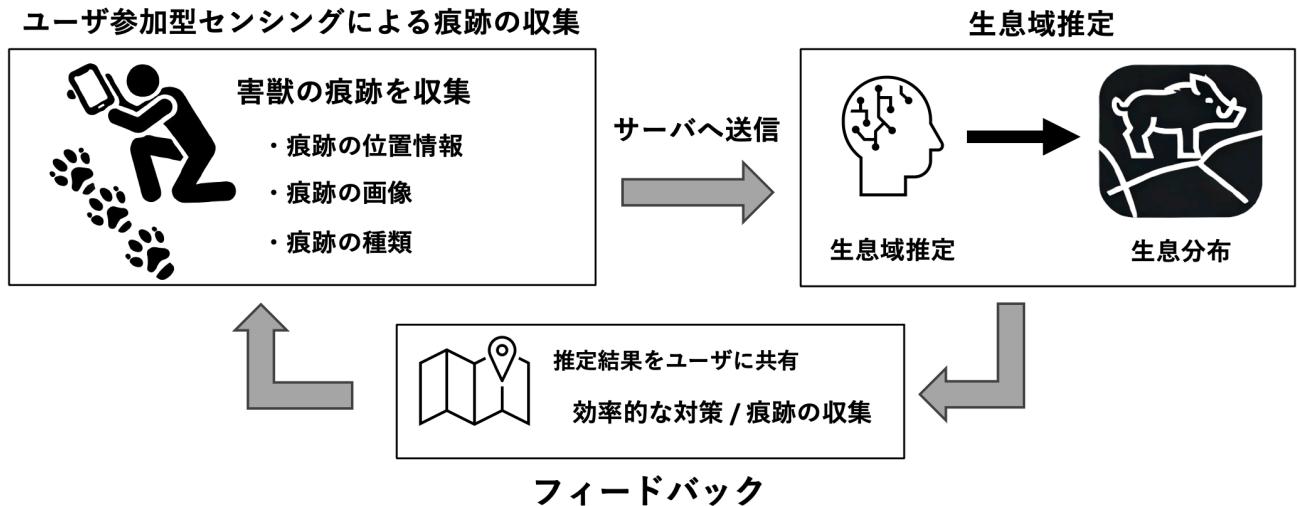 ユーザ参加型センシングによる痕跡の収集
害獣の痕跡を収集
・痕跡の位置情報
・痕跡の画像
・痕跡の種類
サーバへ送信
生息域推定
生息域推定
生息分布
推定結果をユーザに共有
効率的な対策 / 痕跡の収集
フィードバック